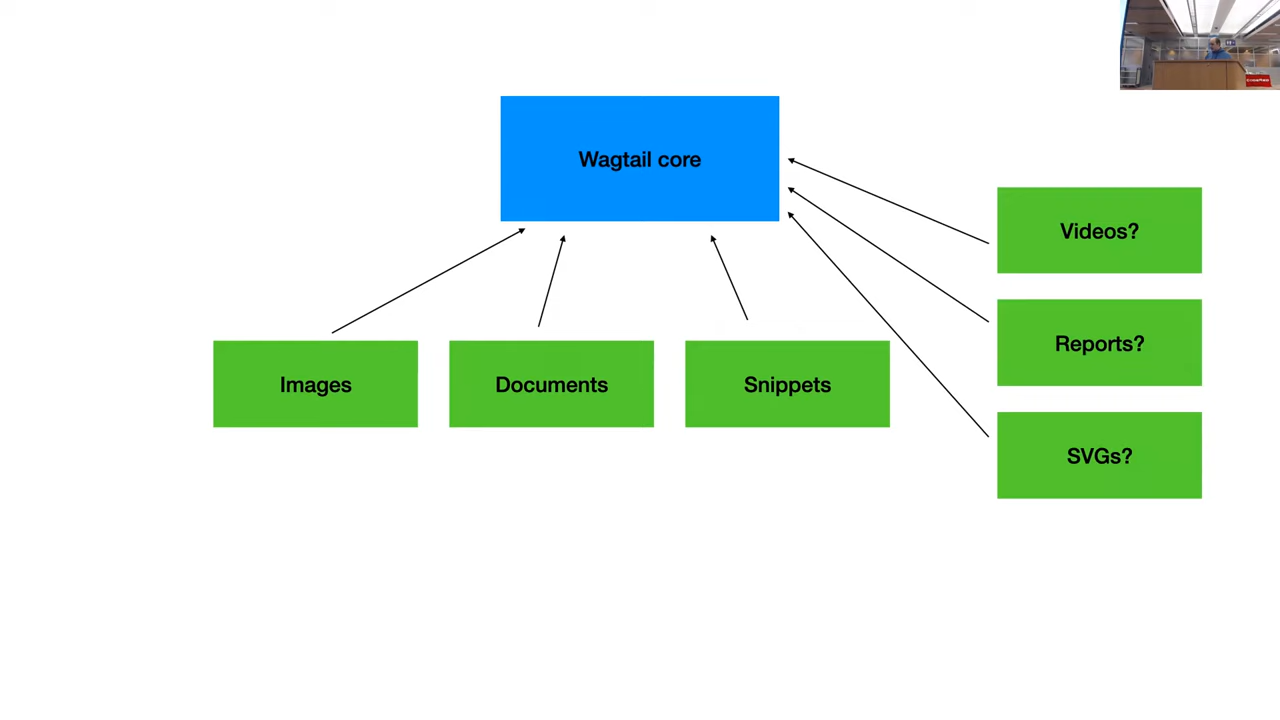 Wagtail core
Videos?
Reports?
Images
Documents
Snippets
SVGs?